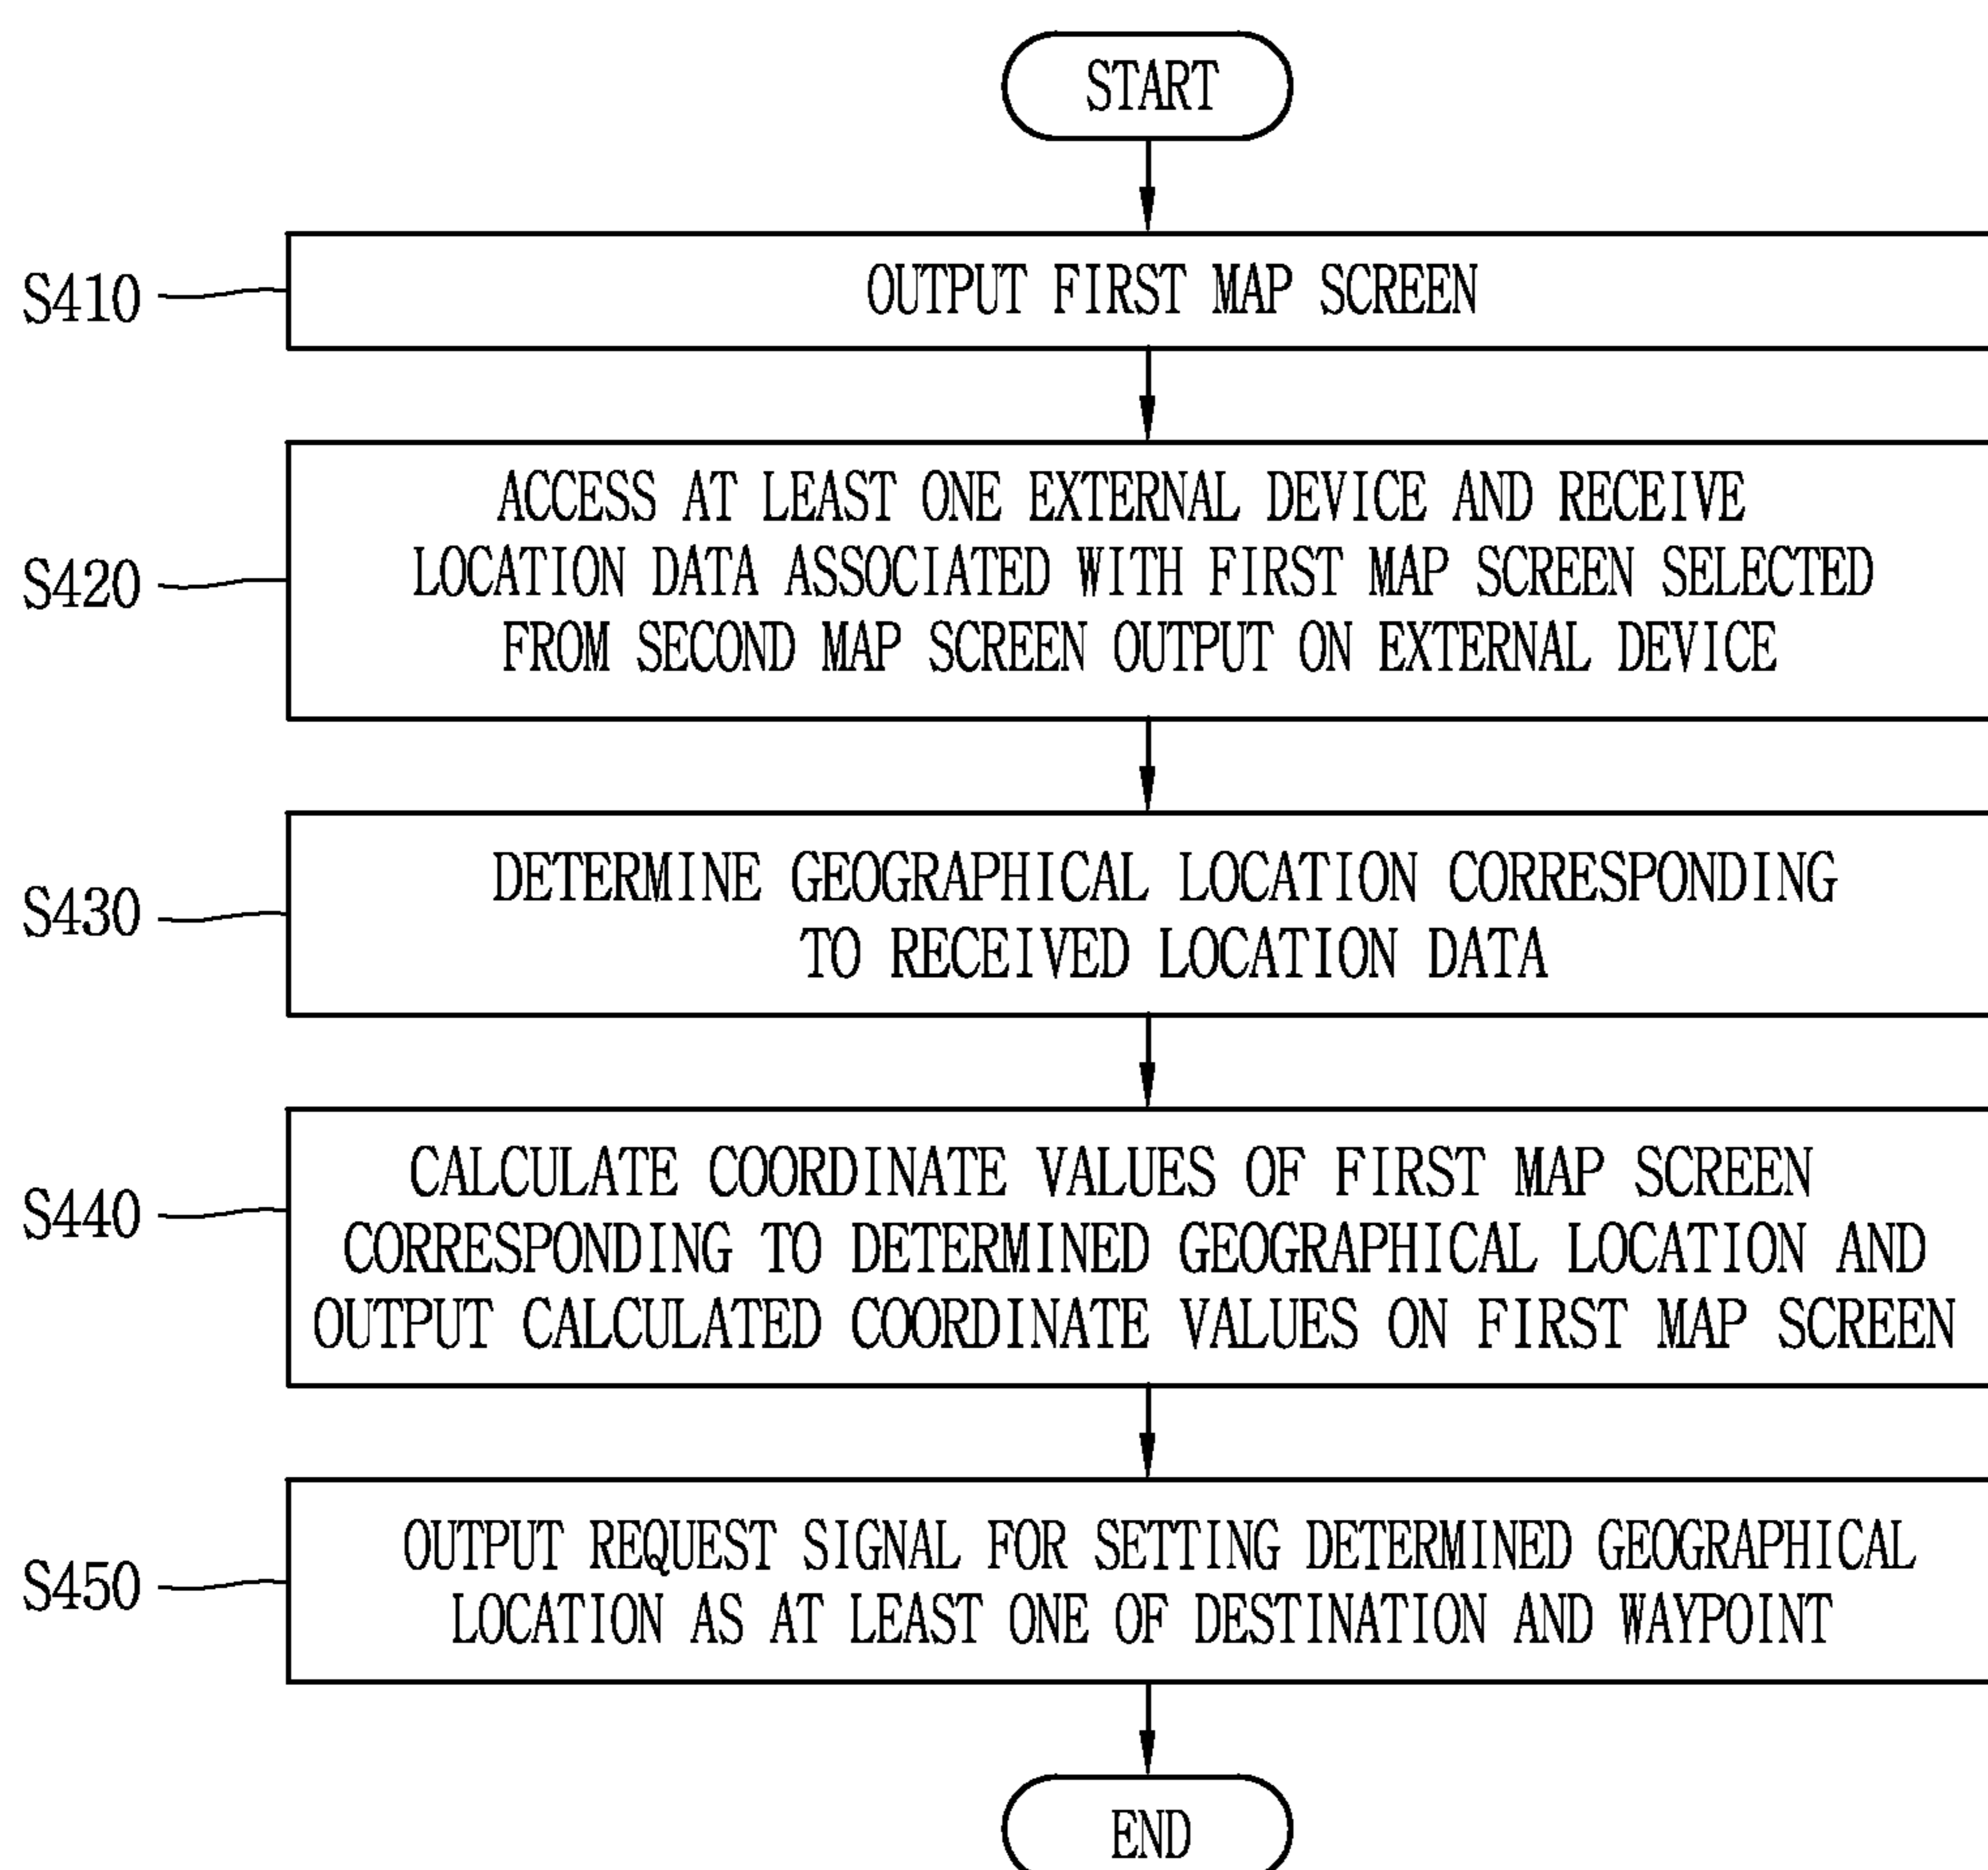 START
S410
OUTPUT FIRST MAP SCREEN
S420
ACCESS AT LEAST ONE EXTERNAL DEVICE AND RECEIVE
LOCATION DATA ASSOCIATED WITH FIRST MAP SCREEN SELECTED
FROM SECOND MAP SCREEN OUTPUT ON EXTERNAL DEVICE
S430
DETERMINE GEOGRAPHICAL LOCATION CORRESPONDING
TO RECEIVED LOCATION DATA
S440
CALCULATE COORDINATE VALUES OF FIRST MAP SCREEN
CORRESPONDING TO DETERMINED GEOGRAPHICAL LOCATION AND
OUTPUT CALCULATED COORDINATE VALUES ON FIRST MAP SCREEN
S450
OUTPUT REQUEST SIGNAL FOR SETTING DETERMINED GEOGRAPHICAL
LOCATION AS AT LEAST ONE OF DESTINATION AND WAYPOINT
END